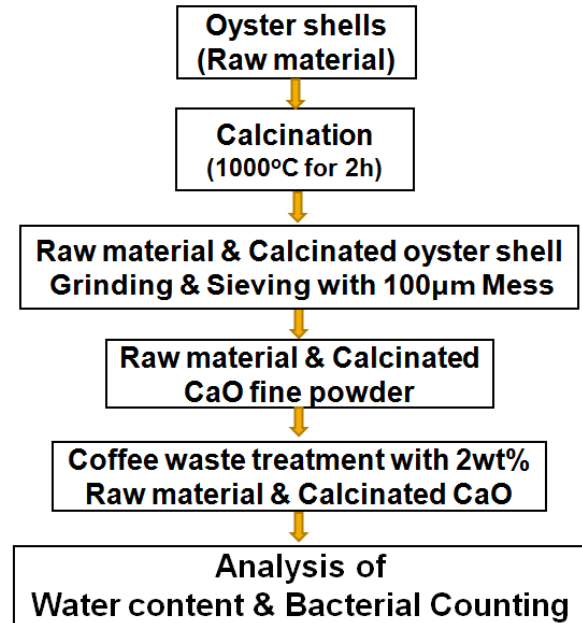 Oyster shells
(Raw material)
Calcination
(1000°C for 2h)
Raw material & Calcinated oyster shell
Grinding & Sieving with 100µm Mess
Raw material & Calcinated
CaO fine powder
Coffee waste treatment with 2wt%
Raw material & Calcinated CaO
Analysis of
Water content & Bacterial Counting